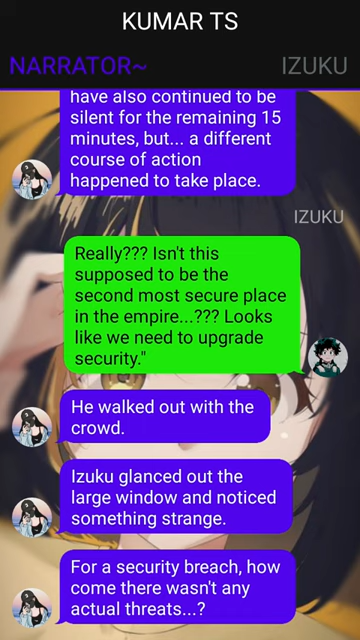 KUMAR TS
NARRATOR~
IZUKU
have also continued to be
silent for the remaining 15
minutes, but... a different
course of action
happened to take place.
IZUKU
Really??? Isn't this
supposed to be the
second most secure place
in the empire...??? Looks
like we need to upgrade
security."
He walked out with the
crowd.
Izuku glanced out the
large window and noticed
something strange.
For a security breach, how
come there wasn't any
actual threats...?